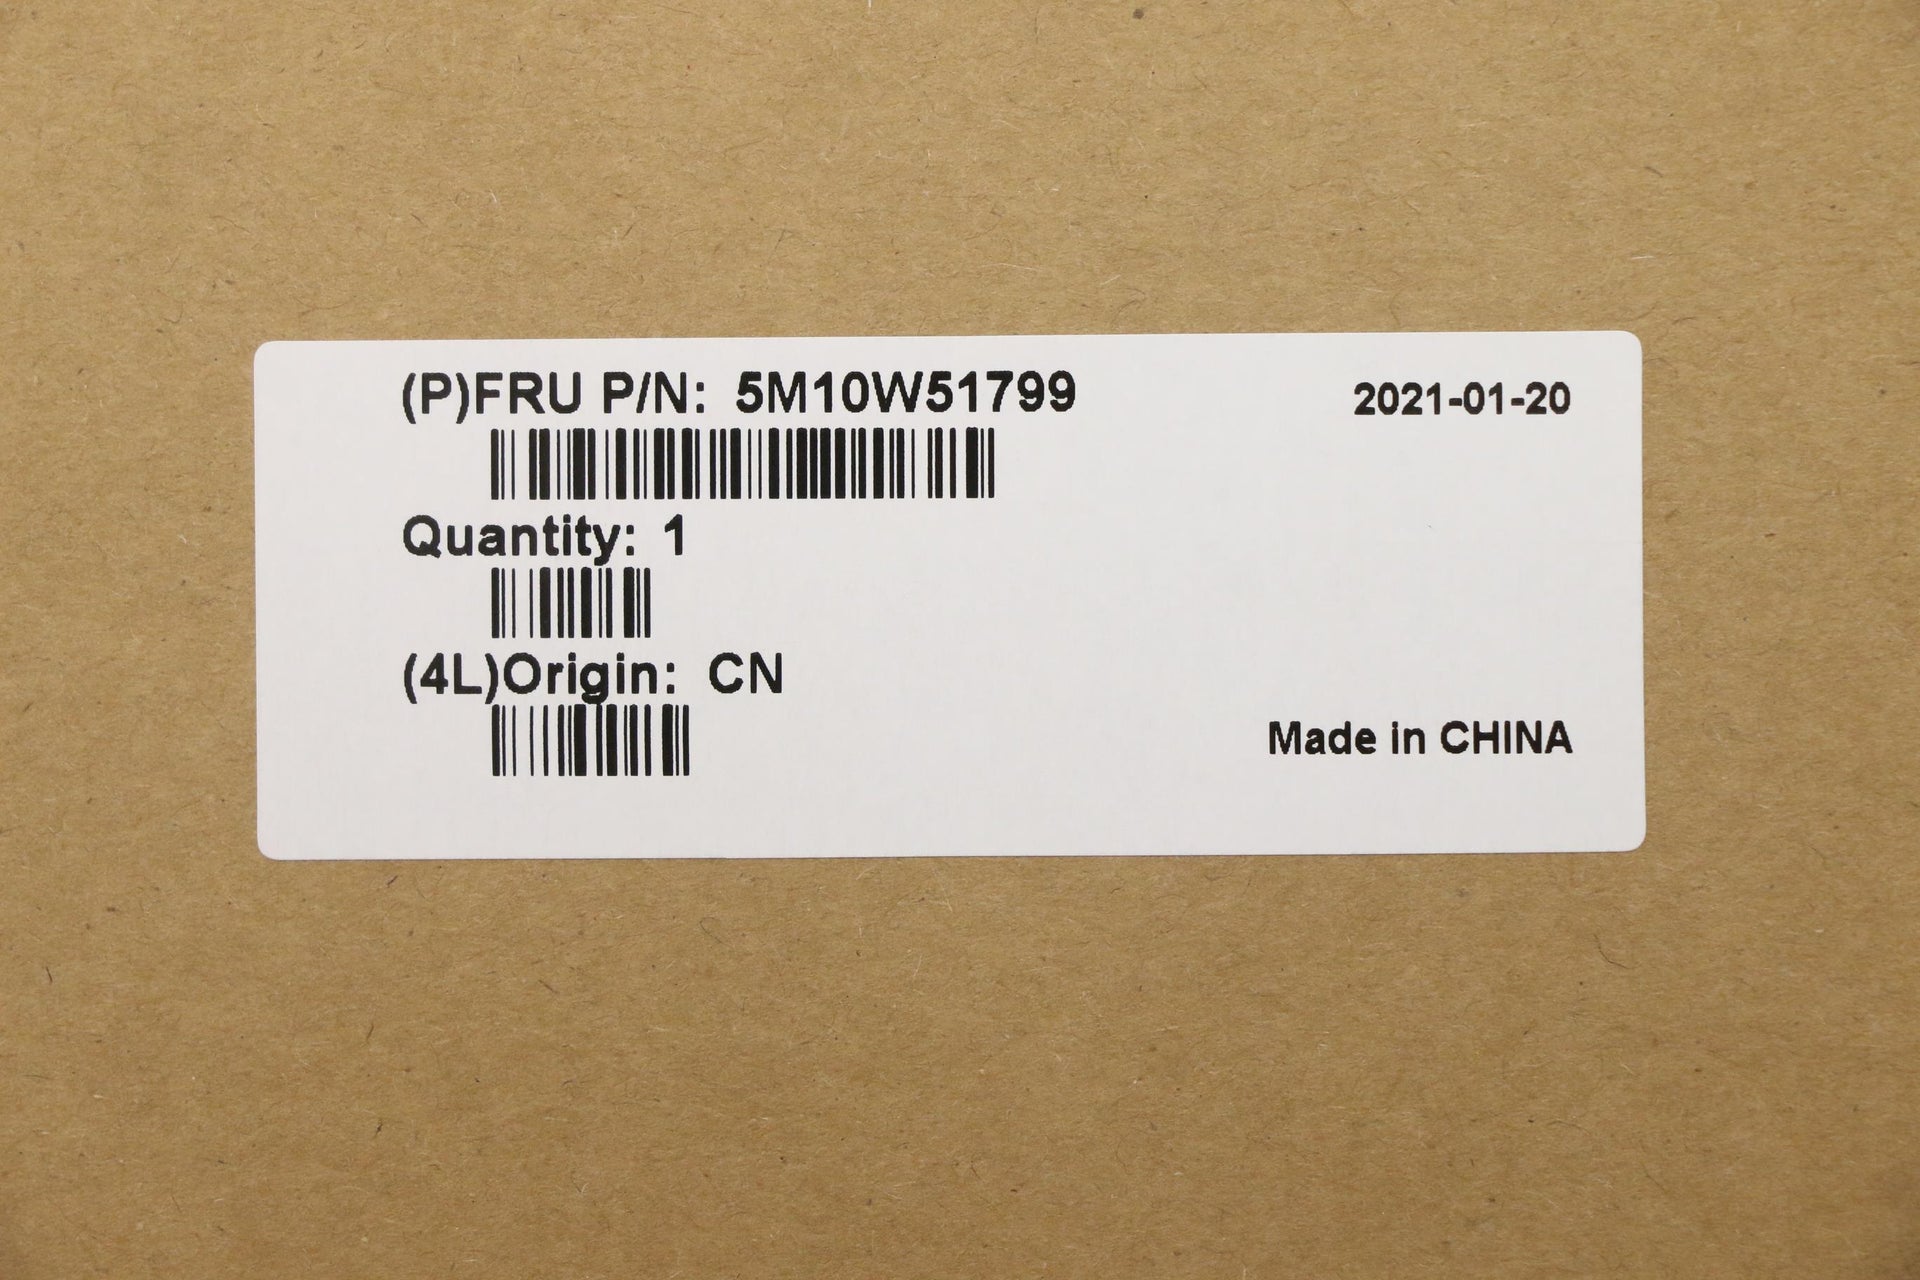 (P)FRU P/N: 5M10W51799
2021-01-20
Quantity: 1
(4L)Origin: CN
Made in CHINA